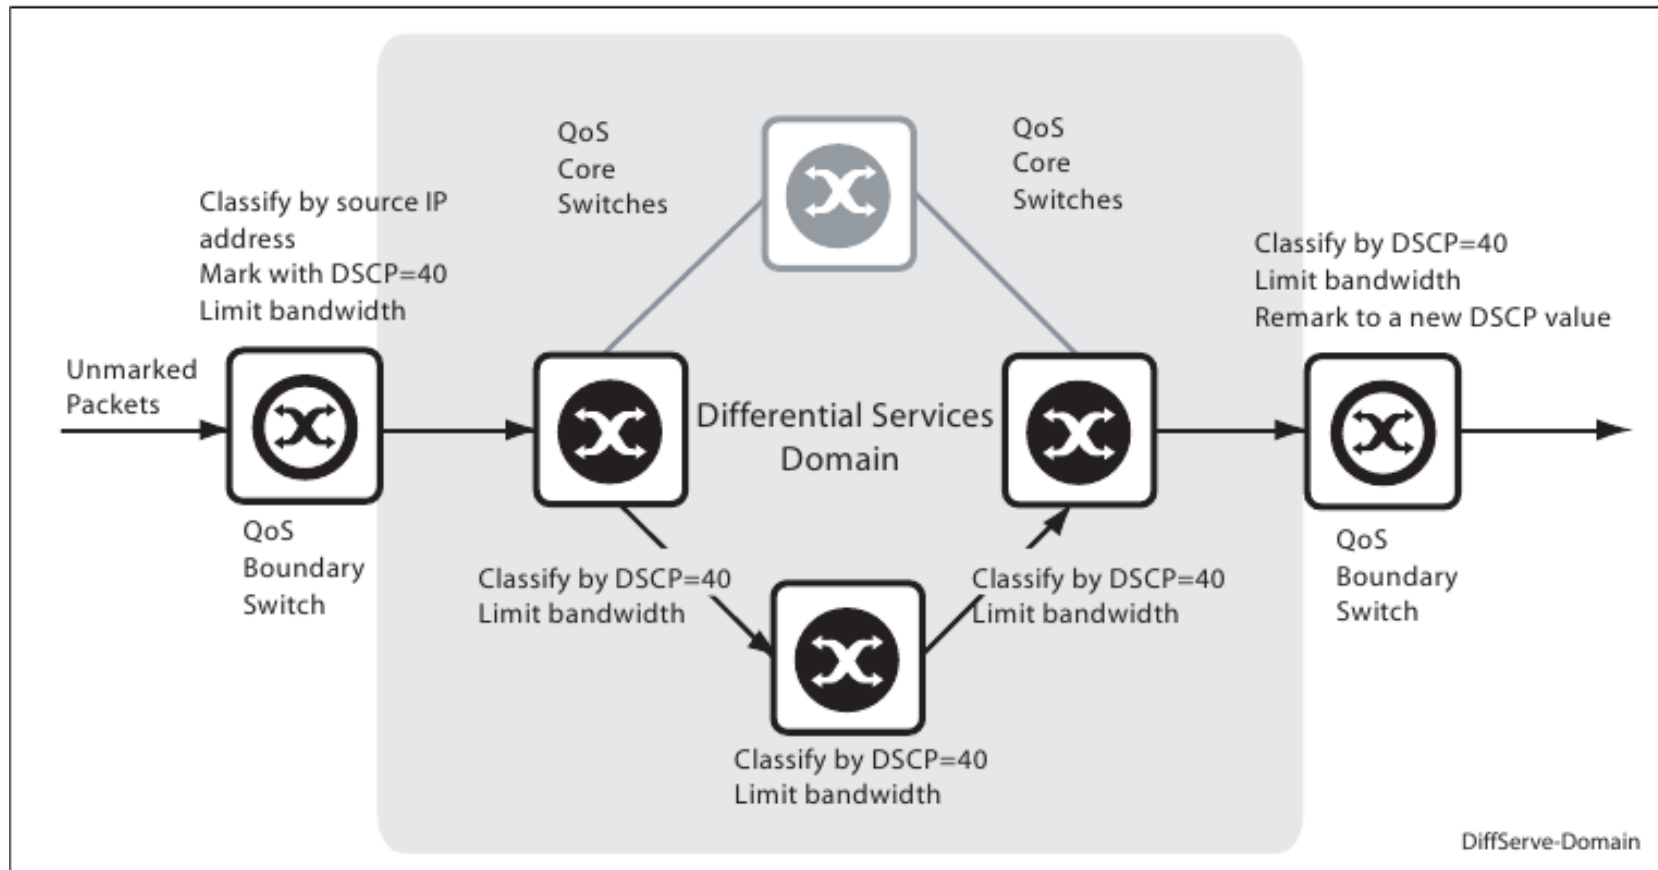 QoS
Core
Switches
QoS
Core
Switches
Classify by source IP
address
Mark with DSCP=40
Limit bandwidth
Classify by DSCP=40
Limit bandwidth
Remark to a new DSCP value
Unmarked
Packets
Differential Services
Domain
QoS
Boundary
Switch
Classify by DSCP=40
Limit bandwidth
Classify by DSCP=40
Limit bandwidth
QoS
Boundary
Switch
Classify by DSCP=40
Limit bandwidth
DiffServe-Domain